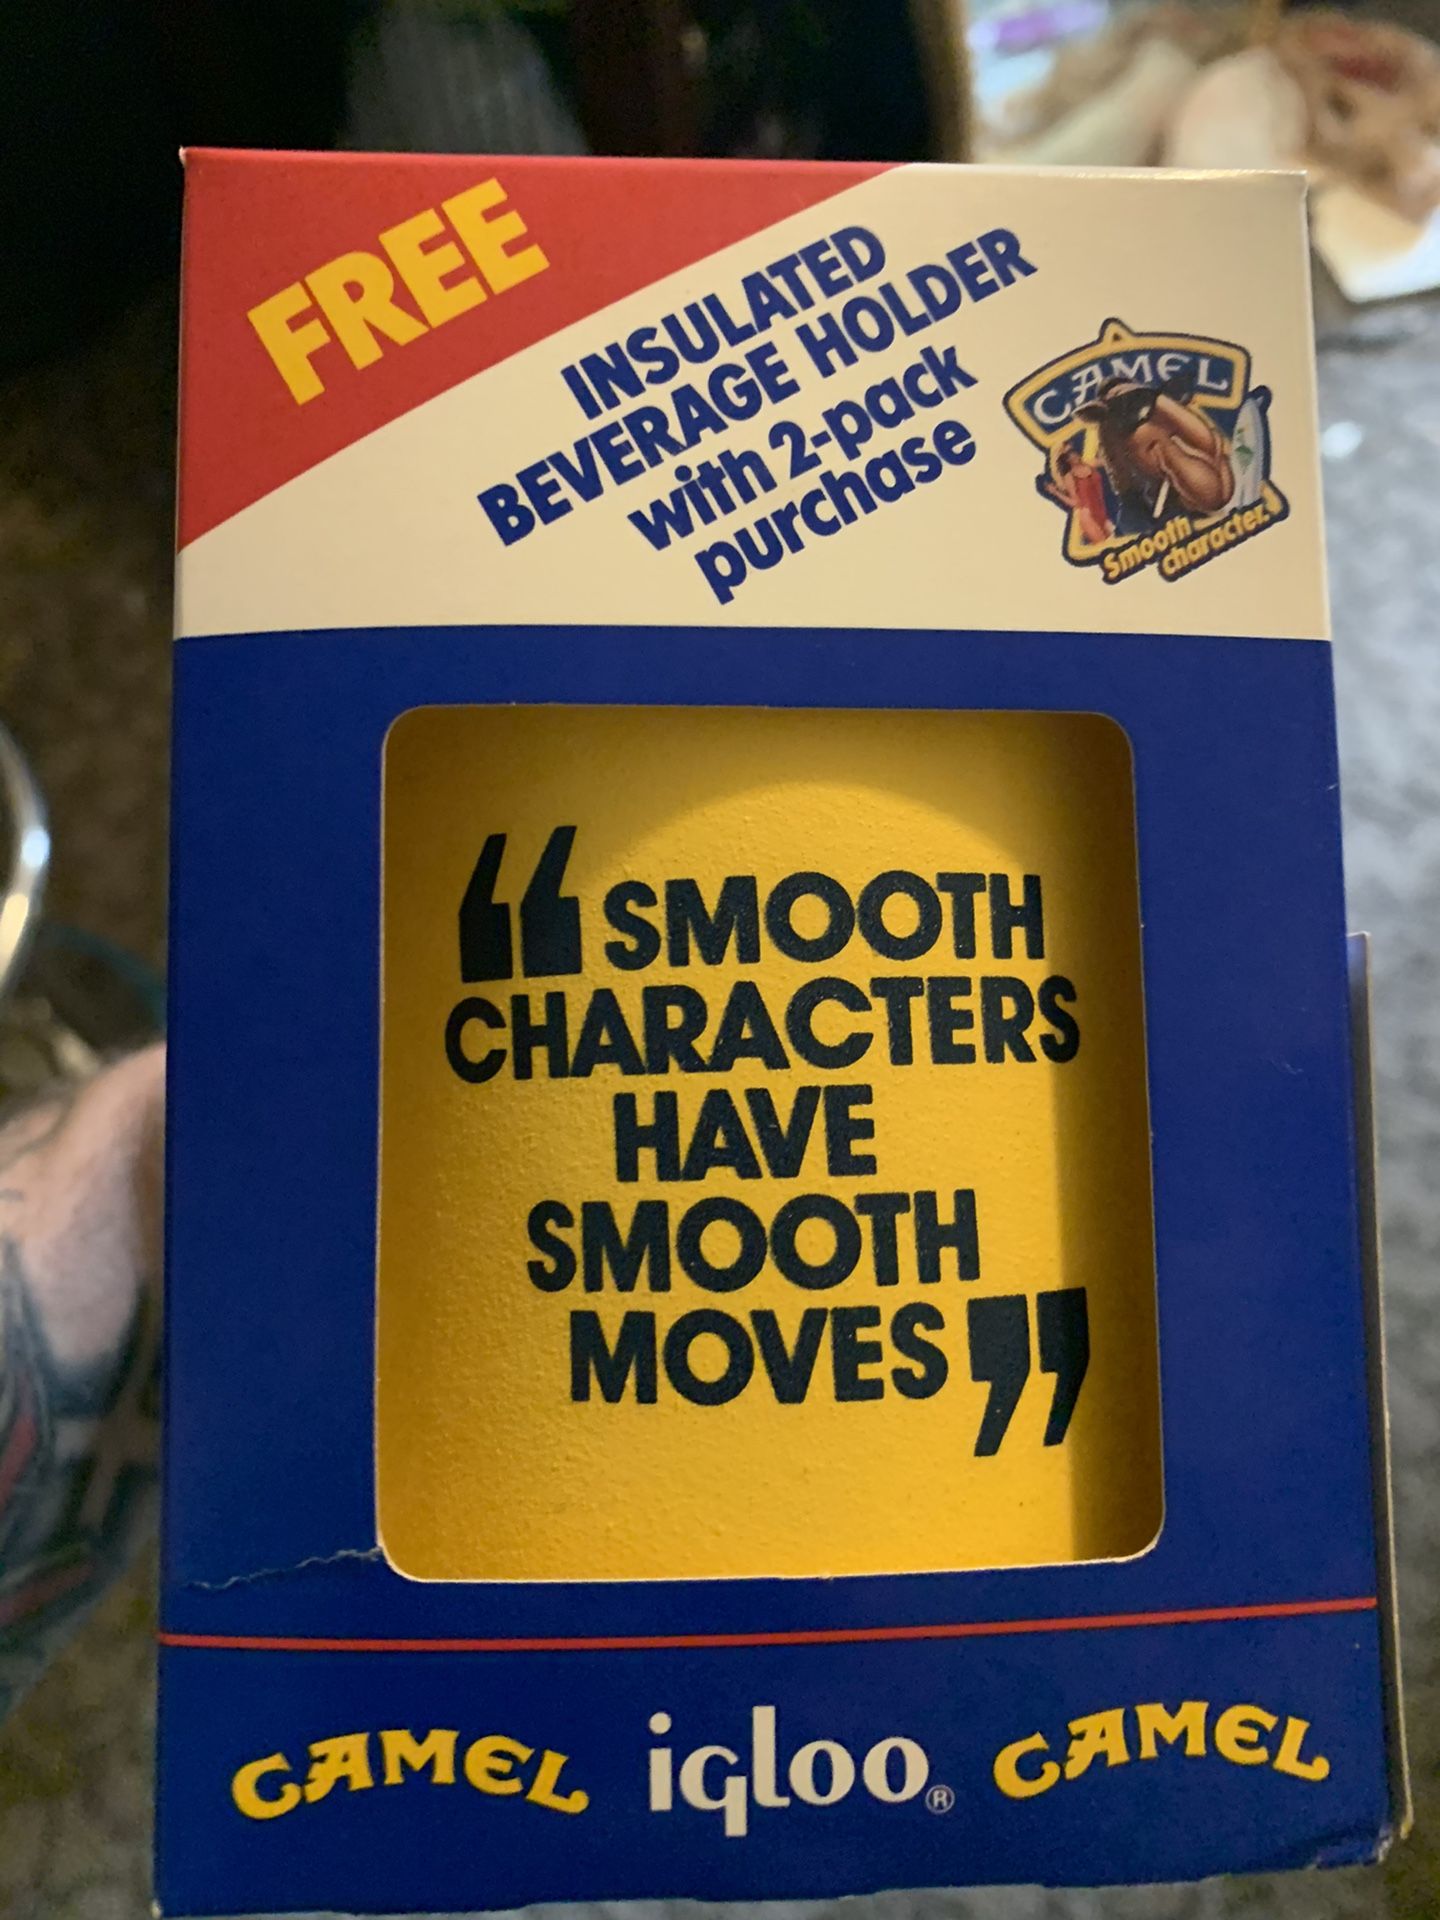 FREE
INSULATED
BEVERAGE HOLDER
with 2-pack
purchase
CAMEL
Smooth
character.
“SMOOTH
CHARACTERS
HAVE
SMOOTH
MOVES”
CAMEL igloo® CAMEL